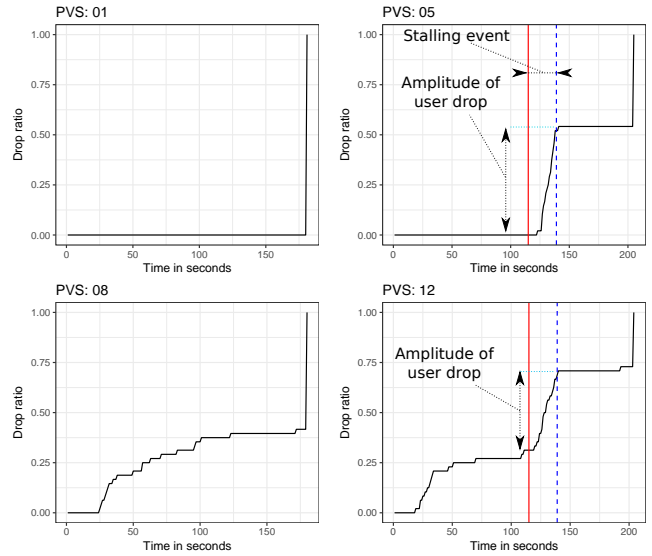 PVS: 01
1.00
0.75
0.50
0.25
0.00
Drop ratio
0
50
100
150
Time in seconds
PVS: 05
Stalling event
Amplitude of
user drop
1.00
0.75
0.50
0.25
0.00
Drop ratio
0
50
100
150
200
Time in seconds
PVS: 08
1.00
0.75
0.50
0.25
0.00
Drop ratio
0
50
100
150
Time in seconds
PVS: 12
Amplitude of
user drop
1.00
0.75
0.50
0.25
0.00
Drop ratio
0
50
100
150
200
Time in seconds